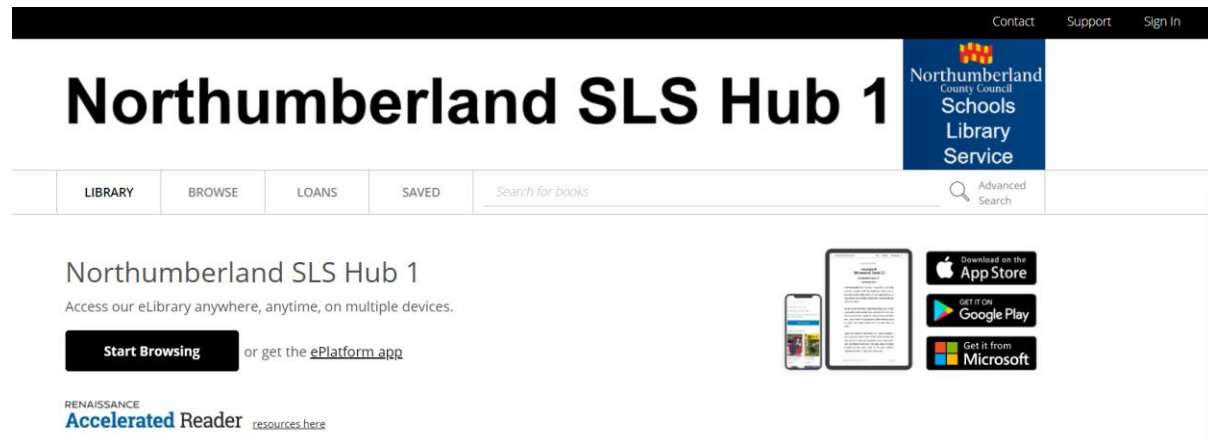 Contact Support Sign In
Northumberland SLS Hub 1
Northumberland
County Council
Schools
Library
Service
LIBRARY BROWSE LOANS SAVED Search for books Advanced
Search
Northumberland SLS Hub 1
Access our eLibrary anywhere, anytime, on multiple devices.
Start Browsing or get the ePlatform app
Download on the
App Store
GET IT ON
Google Play
Get it from
Microsoft
RENAISSANCE
Accelerated Reader resources here